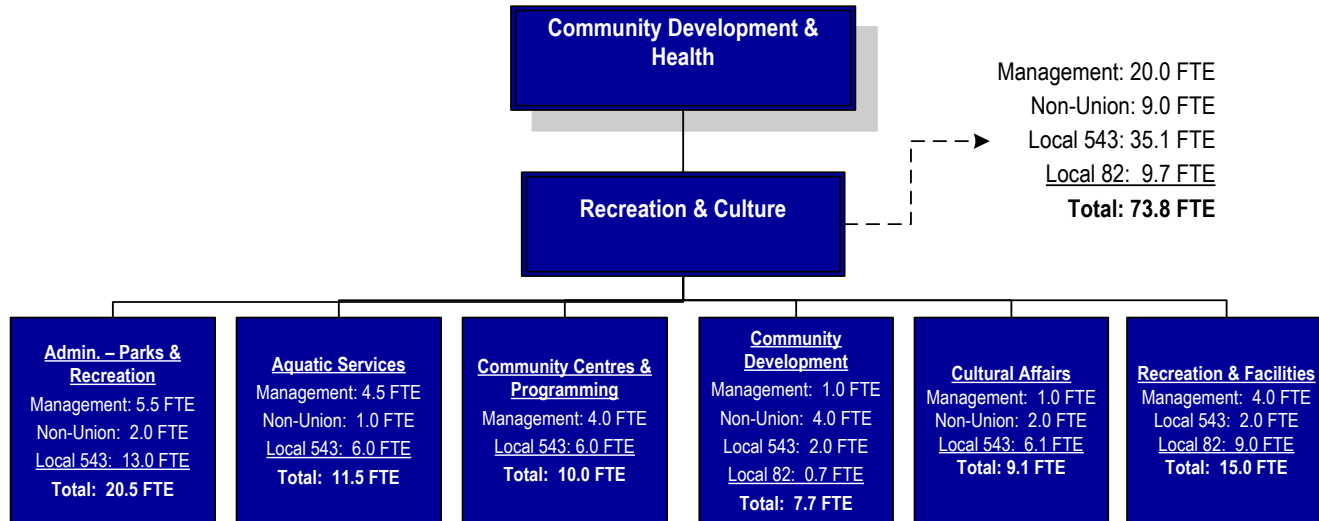 Community Development &
Health
Management: 20.0 FTE
Non-Union: 9.0 FTE
Local 543: 35.1 FTE
Local 82: 9.7 FTE
Total: 73.8 FTE
Recreation & Culture
Admin. – Parks &
Recreation
Management: 5.5 FTE
Non-Union: 2.0 FTE
Local 543: 13.0 FTE
Total: 20.5 FTE
Aquatic Services
Management: 4.5 FTE
Non-Union: 1.0 FTE
Local 543: 6.0 FTE
Total: 11.5 FTE
Community Centres &
Programming
Management: 4.0 FTE
Local 543: 6.0 FTE
Total: 10.0 FTE
Community
Development
Management: 1.0 FTE
Non-Union: 4.0 FTE
Local 543: 2.0 FTE
Local 82: 0.7 FTE
Total: 7.7 FTE
Cultural Affairs
Management: 1.0 FTE
Non-Union: 2.0 FTE
Local 543: 6.1 FTE
Total: 9.1 FTE
Recreation & Facilities
Management: 4.0 FTE
Local 543: 2.0 FTE
Local 82: 9.0 FTE
Total: 15.0 FTE